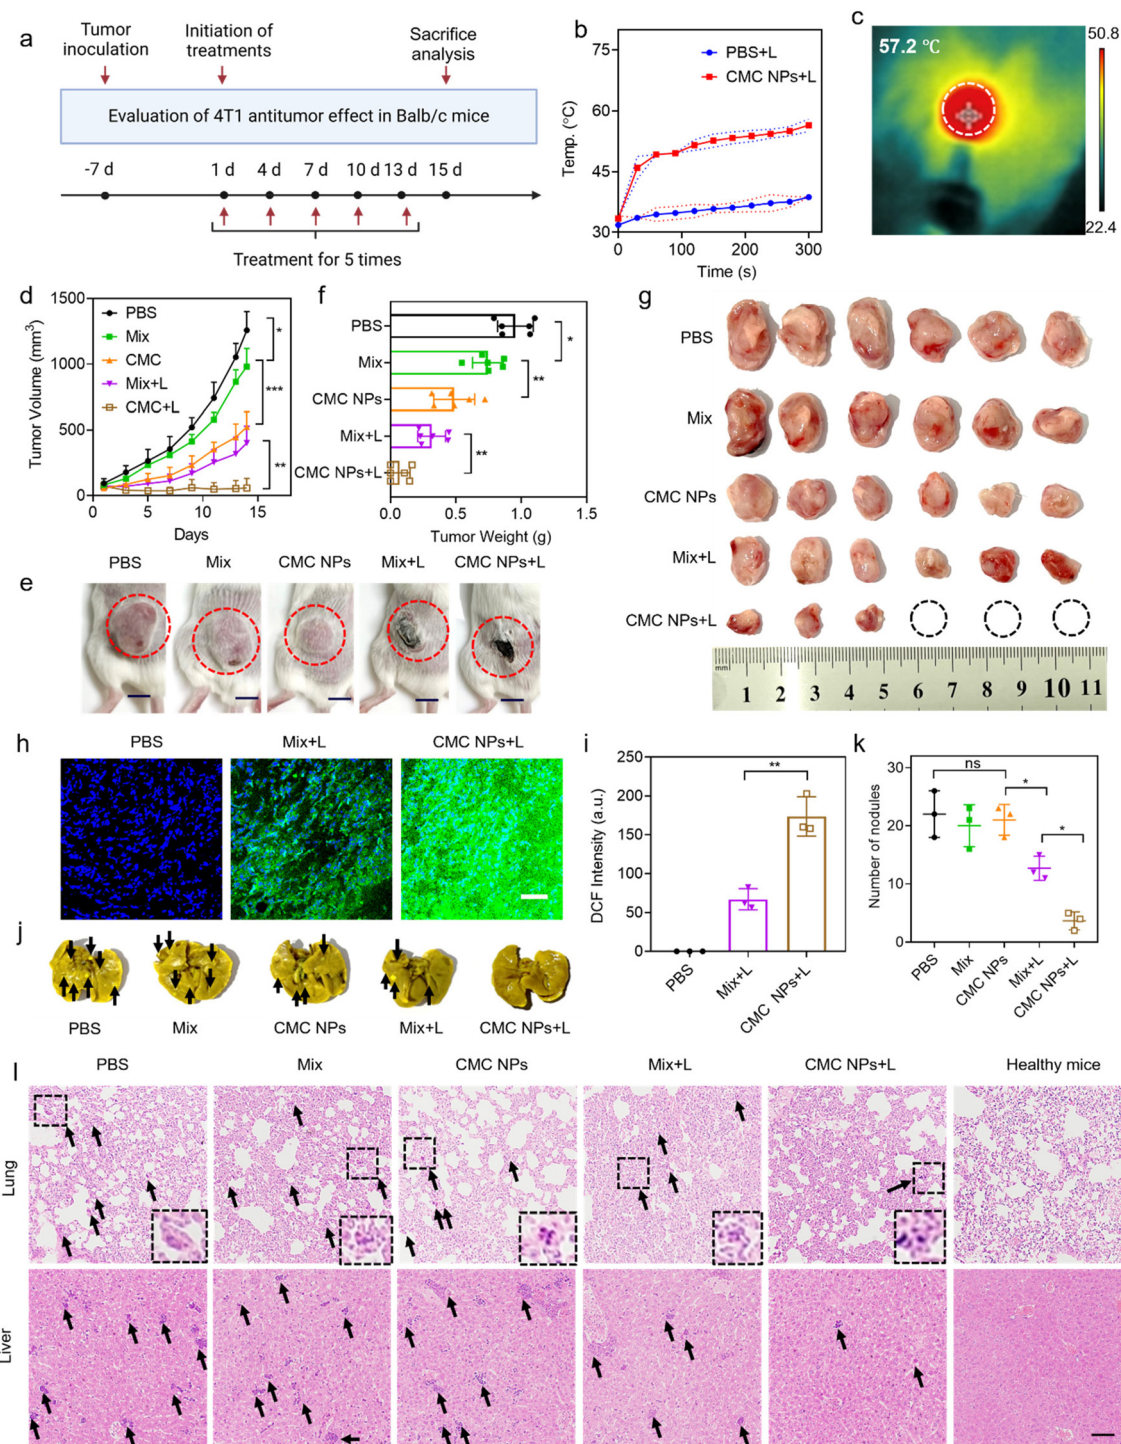 a
Tumor
inoculation
Initiation of
treatments
Sacrifice
analysis
Evaluation of 4T1 antitumor effect in Balb/c mice
-7 d
1 d
4 d
7 d
10 d
13 d
15 d
Treatment for 5 times
b
75
60
45
30
Temp. (°C)
PBS+L
CMC NPs+L
0
100
200
300
Time (s)
c
57.2 ℃
50.8
22.4
d
1500
1000
500
0
Tumor Volume (mm³)
PBS
Mix
CMC
Mix+L
CMC+L
*
***
**
0
5
10
15
Days
f
PBS
Mix
CMC NPs
Mix+L
CMC NPs+L
*
**
**
0.0
0.5
1.0
1.5
Tumor Weight (g)
g
PBS
Mix
CMC NPs
Mix+L
CMC NPs+L
mm
1 2 3 4 5 6 7 8 9 10 11
e
PBS
Mix
CMC NPs
Mix+L
CMC NPs+L
h
PBS
Mix+L
CMC NPs+L
i
250
200
150
100
50
0
DCF Intensity (a.u.)
**
PBS
Mix+L
CMC NPs+L
k
30
20
10
0
Number of nodules
ns
*
*
PBS
Mix
CMC NPs
Mix+L
CMC NPs+L
j
PBS
Mix
CMC NPs
Mix+L
CMC NPs+L
l
PBS
Mix
CMC NPs
Mix+L
CMC NPs+L
Healthy mice
Lung
Liver